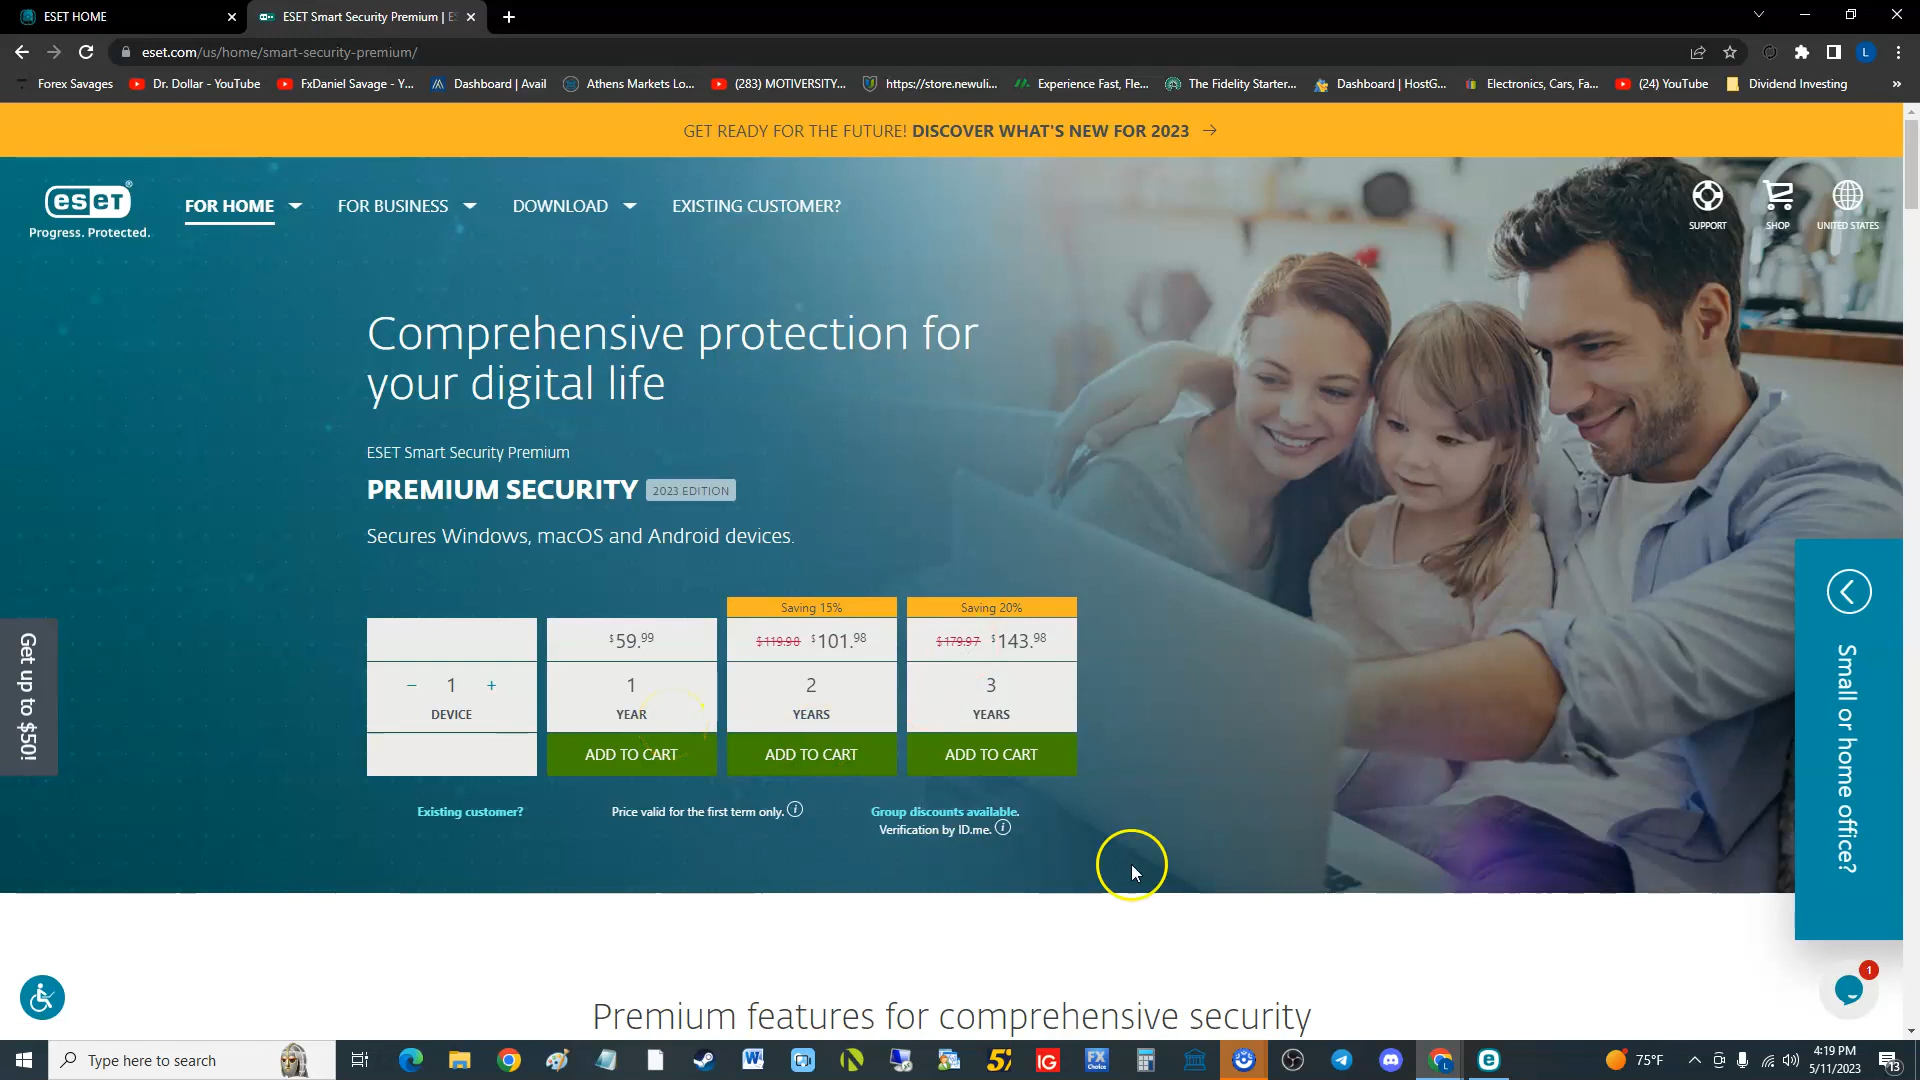 ESET HOME
ESET Smart Security Premium | ES
eset.com/us/home/smart-security-premium/
L
Forex Savages
Dr. Dollar - YouTube
FxDaniel Savage - Y...
Dashboard | Avail
Athens Markets Lo...
(283) MOTIVERSITY...
https://store.newuli...
Experience Fast, Fle...
The Fidelity Starter...
Dashboard | HostG...
Electronics, Cars, Fa...
(24) YouTube
Dividend Investing
»
GET READY FOR THE FUTURE! DISCOVER WHAT'S NEW FOR 2023 →
eseT®
Progress. Protected.
FOR HOME
FOR BUSINESS
DOWNLOAD
EXISTING CUSTOMER?
SUPPORT
SHOP
UNITED STATES
Comprehensive protection for
your digital life
ESET Smart Security Premium
PREMIUM SECURITY 2023 EDITION
Secures Windows, macOS and Android devices.
Saving 15%
Saving 20%
$59.99
$119.98 $101.98
$179.97 $143.98
− 1 +
DEVICE
1
YEAR
2
YEARS
3
YEARS
ADD TO CART
ADD TO CART
ADD TO CART
Existing customer?
Price valid for the first term only.
Group discounts available.
Verification by ID.me.
Get up to $50!
Small or home office?
1
Premium features for comprehensive security
Type here to search
75°F
4:19 PM
5/11/2023
13